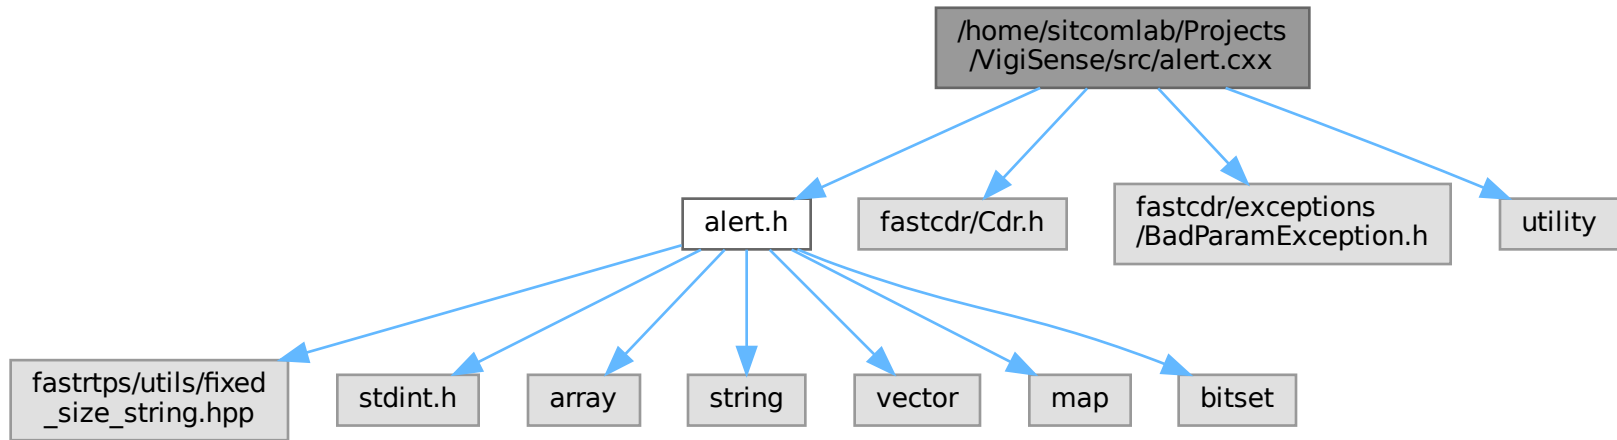 /home/sitcomlab/Projects
/VigiSense/src/alert.cxx
alert.h
fastcdr/Cdr.h
fastcdr/exceptions
/BadParamException.h
utility
fastrtps/utils/fixed
_size_string.hpp
stdint.h
array
string
vector
map
bitset